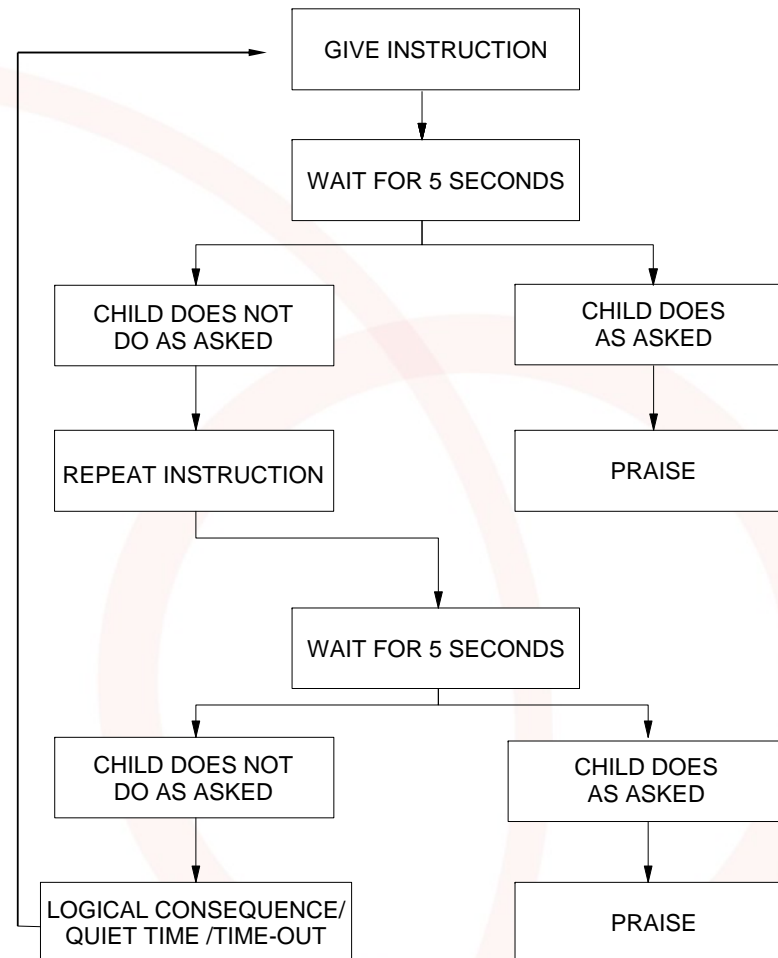 GIVE INSTRUCTION
WAIT FOR 5 SECONDS
CHILD DOES NOT
DO AS ASKED
CHILD DOES
AS ASKED
REPEAT INSTRUCTION
PRAISE
WAIT FOR 5 SECONDS
CHILD DOES NOT
DO AS ASKED
CHILD DOES
AS ASKED
LOGICAL CONSEQUENCE/
QUIET TIME /TIME-OUT
PRAISE